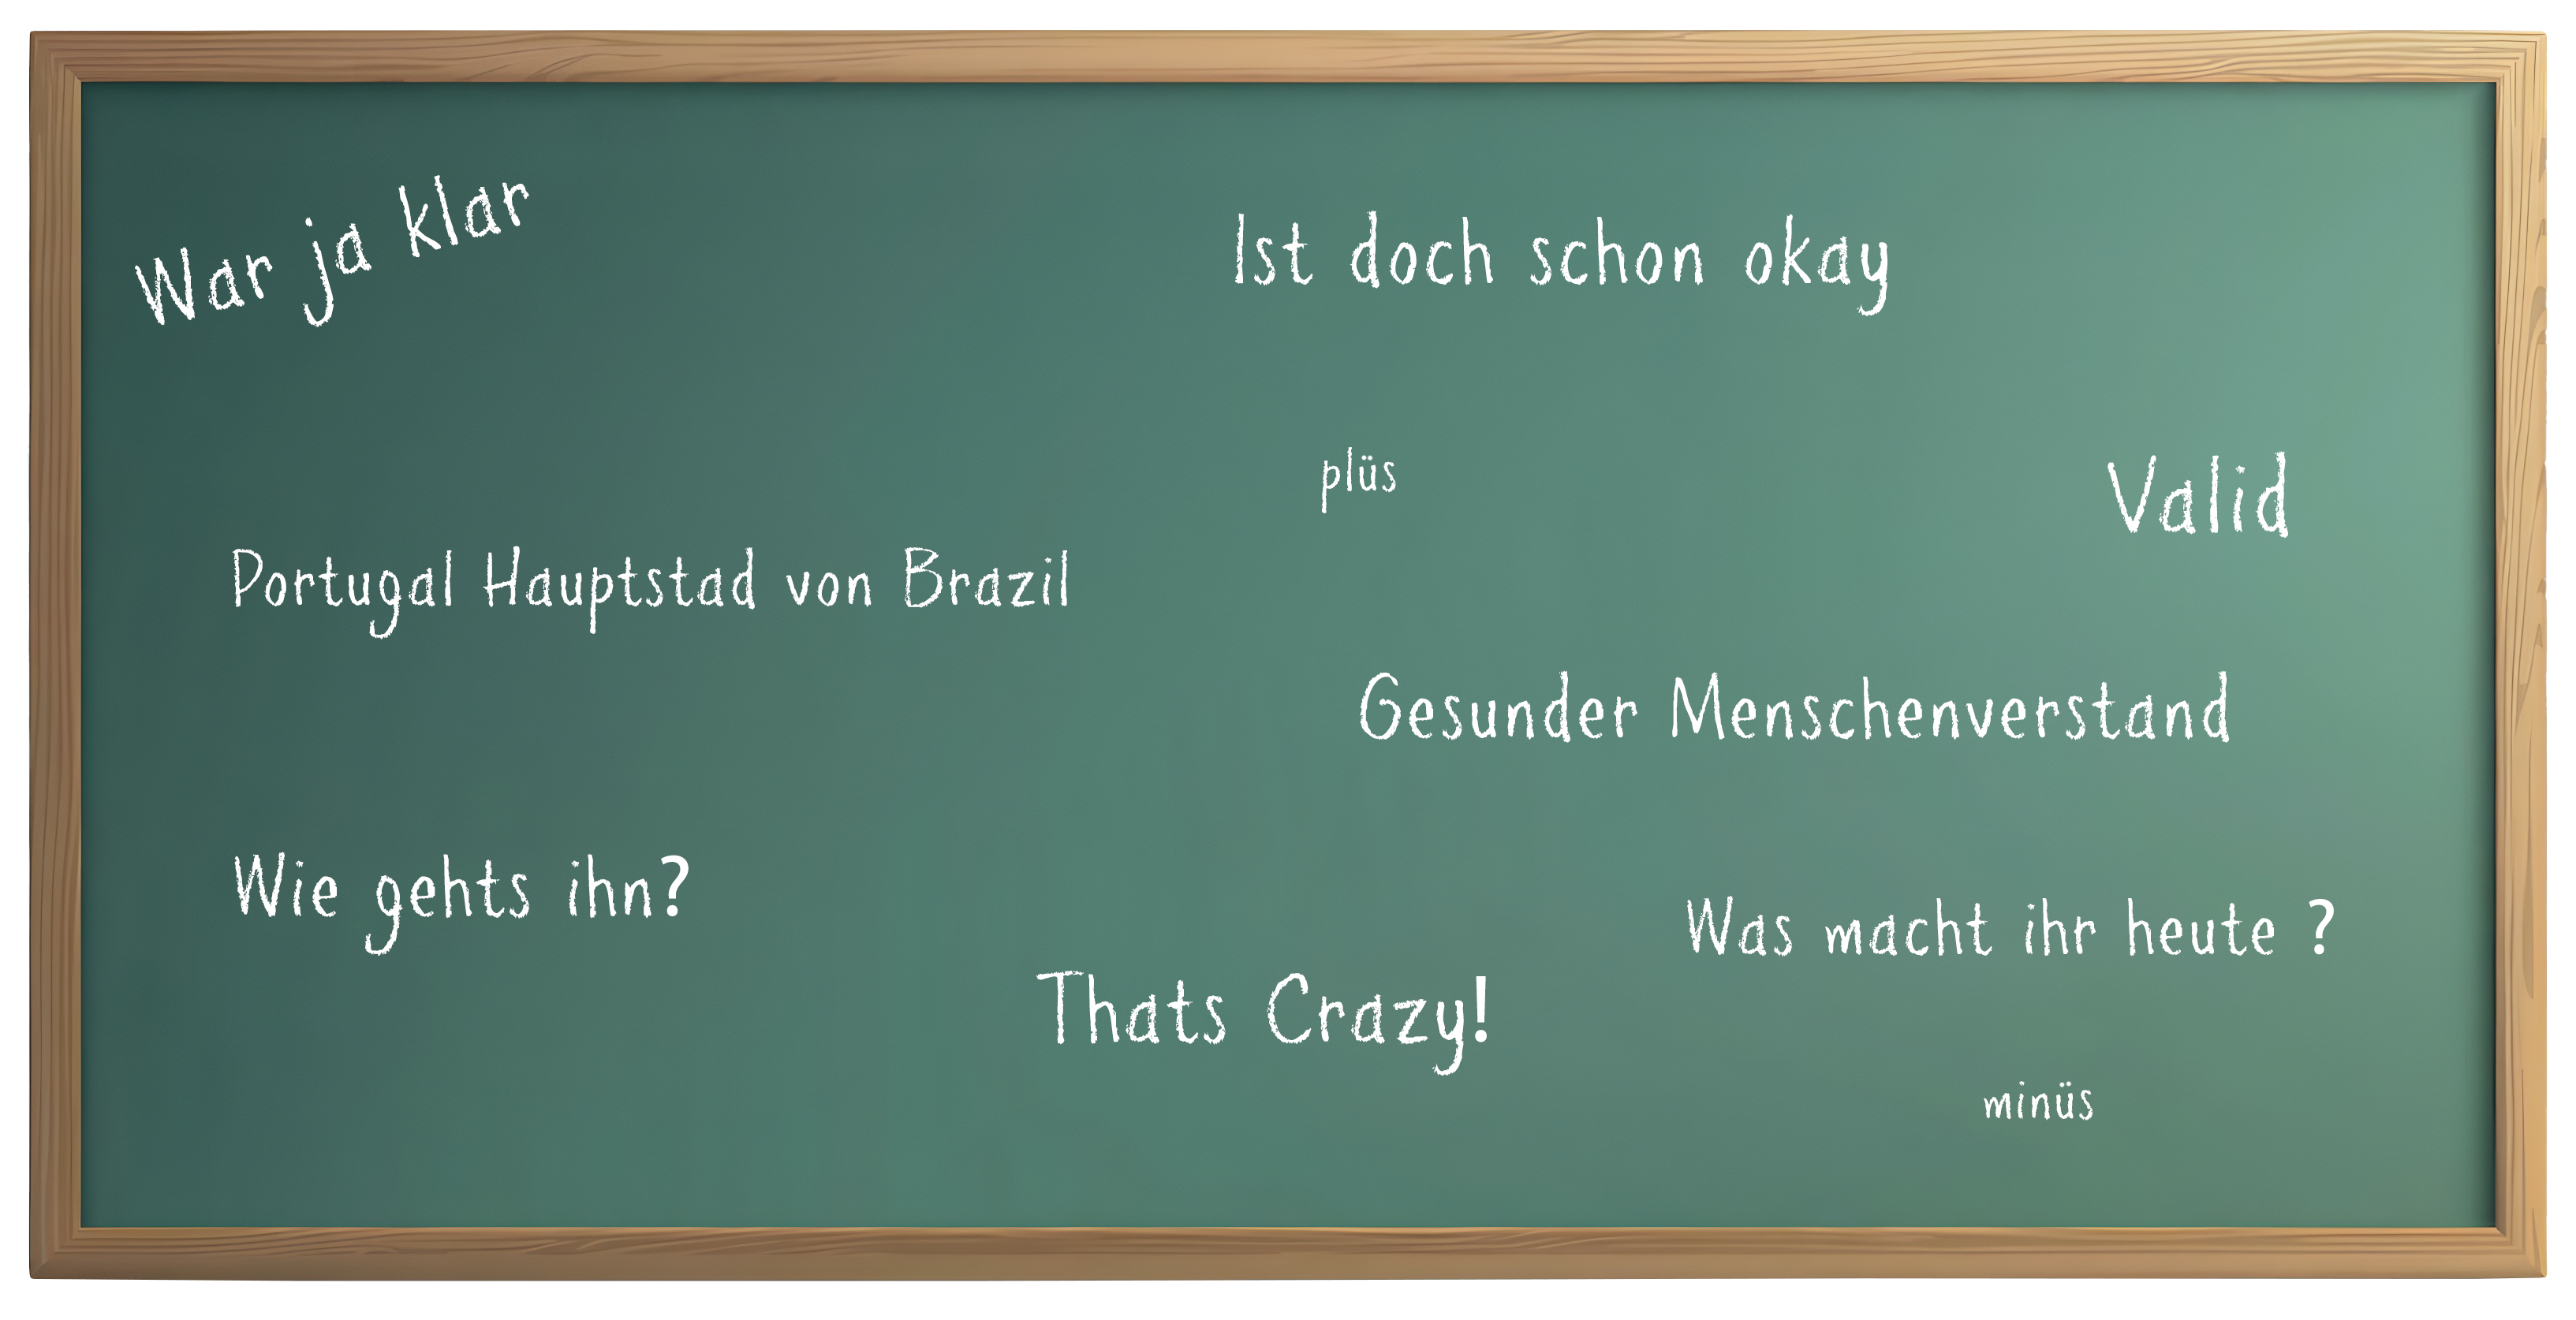 War ja klar
Ist doch schon okay
plüs
Valid
Portugal Hauptstad von Brazil
Gesunder Menschenverstand
Wie gehts ihn?
Was macht ihr heute ?
Thats Crazy!
minüs